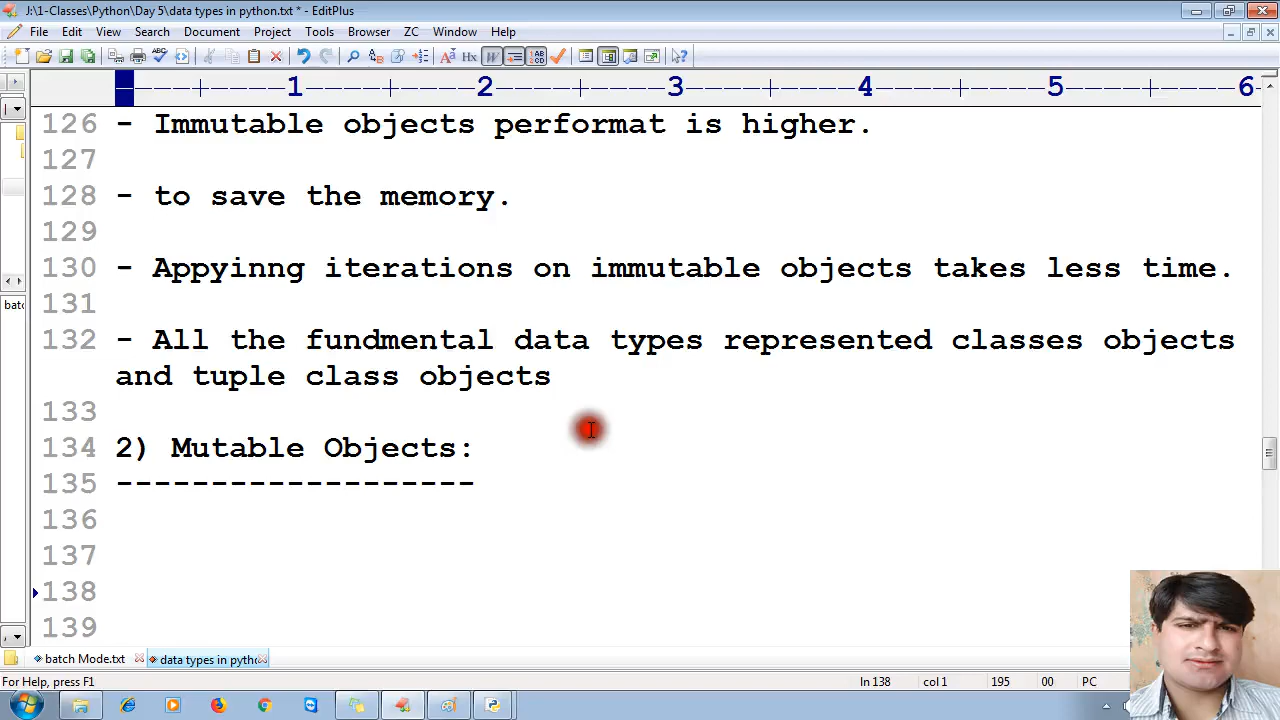 J:\1-Classes\Python\Day 5\data types in python.txt * - EditPlus
File Edit View Search Document Project Tools Browser ZC Window Help
1 2 3 4 5 6
126 - Immutable objects performat is higher.
127
128 - to save the memory.
129
130 - Appyinng iterations on immutable objects takes less time.
131
132 - All the fundmental data types represented classes objects
and tuple class objects
133
134 2) Mutable Objects:
135 -------------------
136
137
138
139
batc
batch Mode.txt data types in pytho
For Help, press F1 ln 138 col 1 195 00 PC